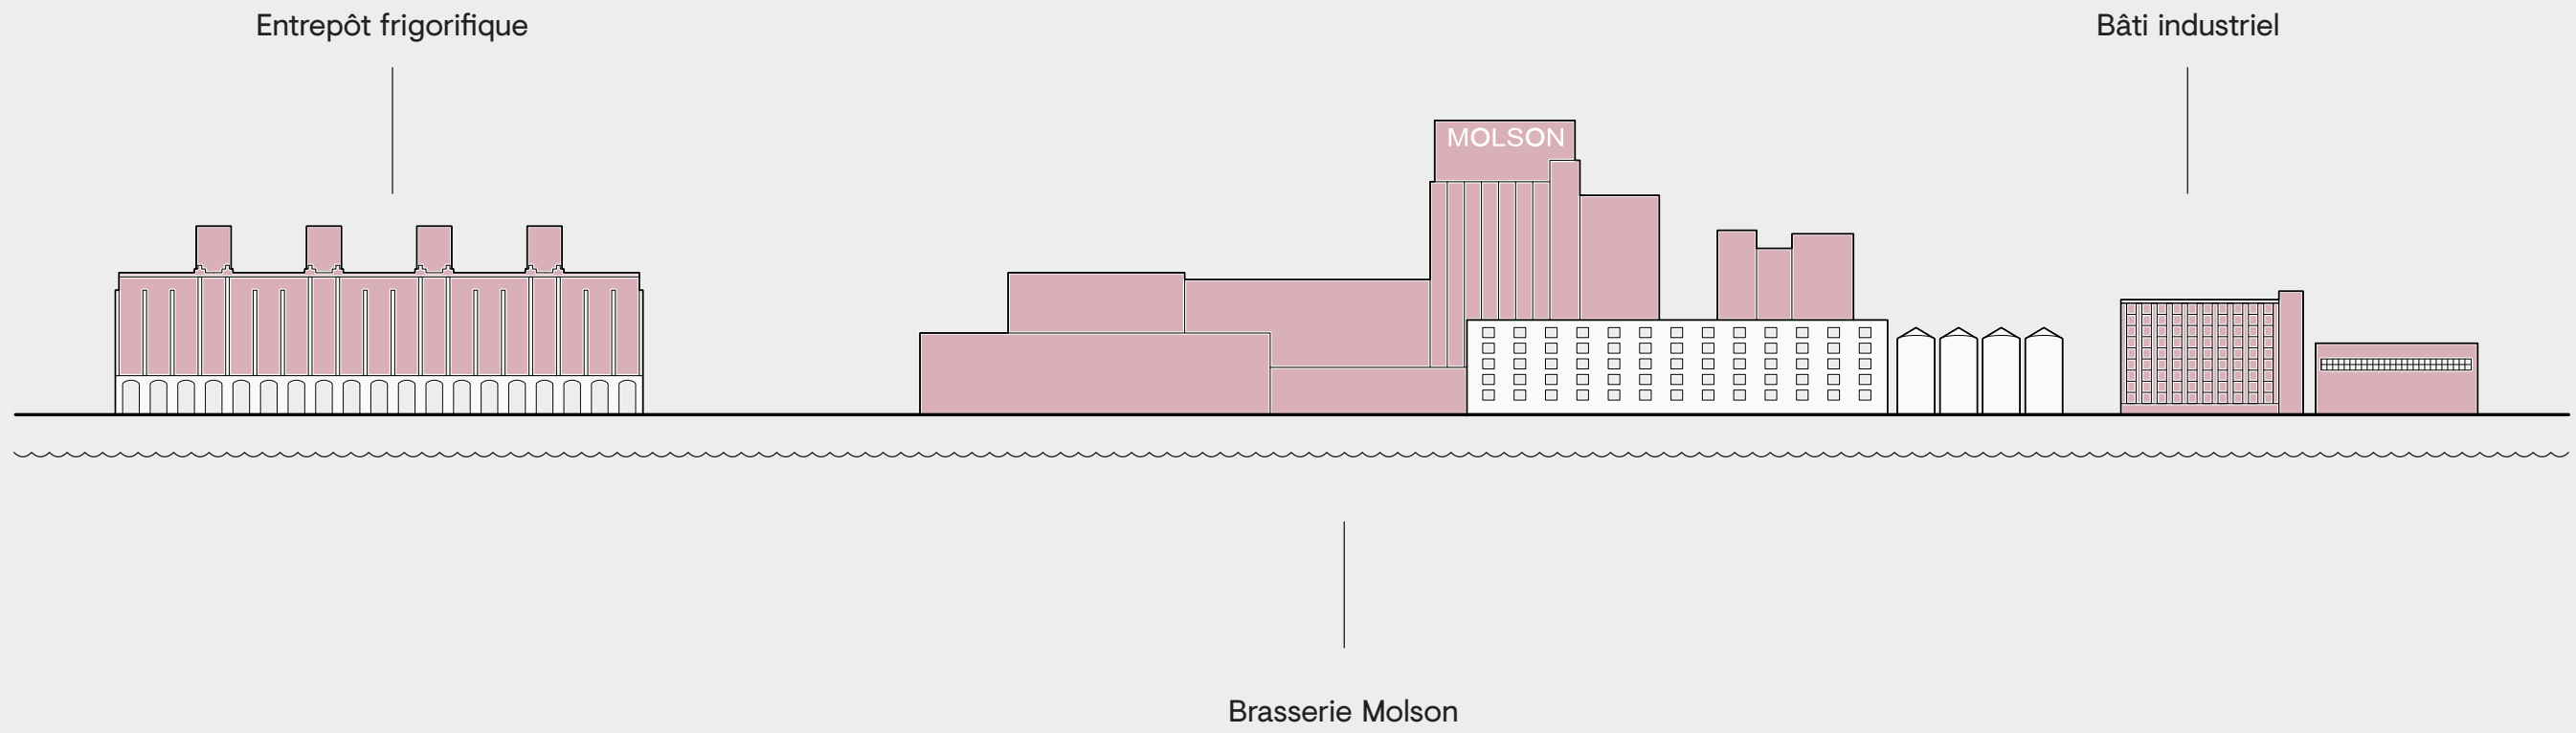 Entrepôt frigorifique
Bâti industriel
MOLSON
Brasserie Molson